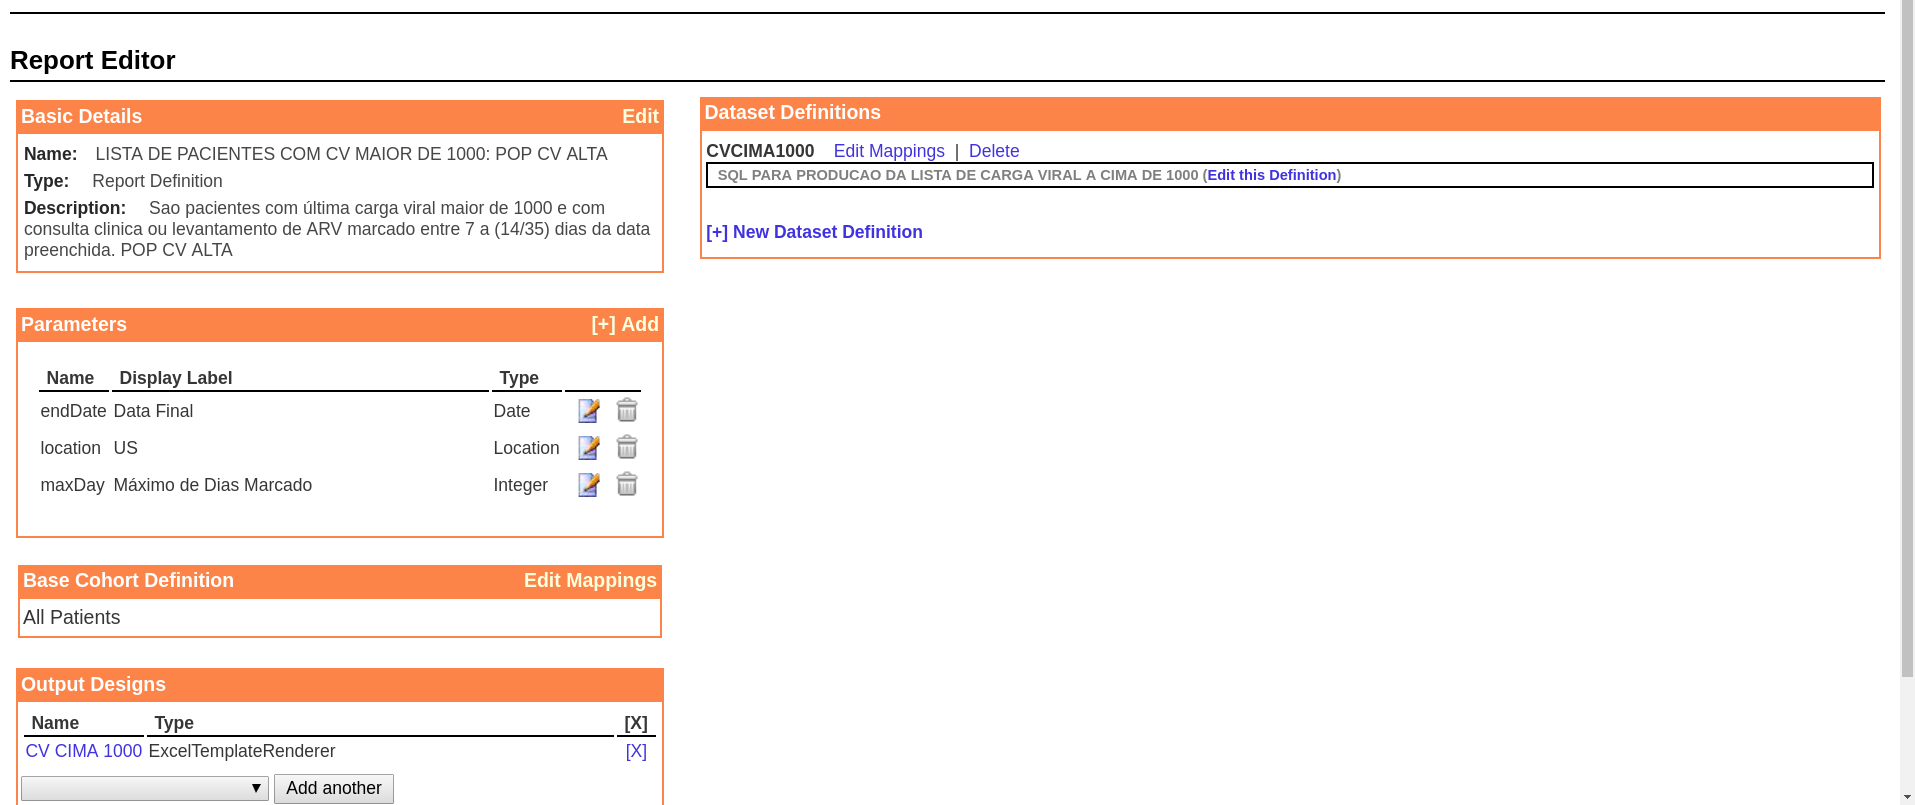 Report Editor
Basic Details Edit
Name: LISTA DE PACIENTES COM CV MAIOR DE 1000: POP CV ALTA
Type: Report Definition
Description: Sao pacientes com última carga viral maior de 1000 e com
consulta clinica ou levantamento de ARV marcado entre 7 a (14/35) dias da data
preenchida. POP CV ALTA
Parameters [+] Add
Name Display Label Type
endDate Data Final Date
location US Location
maxDay Máximo de Dias Marcado Integer
Base Cohort Definition Edit Mappings
All Patients
Output Designs
Name Type [X]
CV CIMA 1000 ExcelTemplateRenderer [X]
Add another
Dataset Definitions
CVCIMA1000 Edit Mappings | Delete
SQL PARA PRODUCAO DA LISTA DE CARGA VIRAL A CIMA DE 1000 (Edit this Definition)
[+] New Dataset Definition